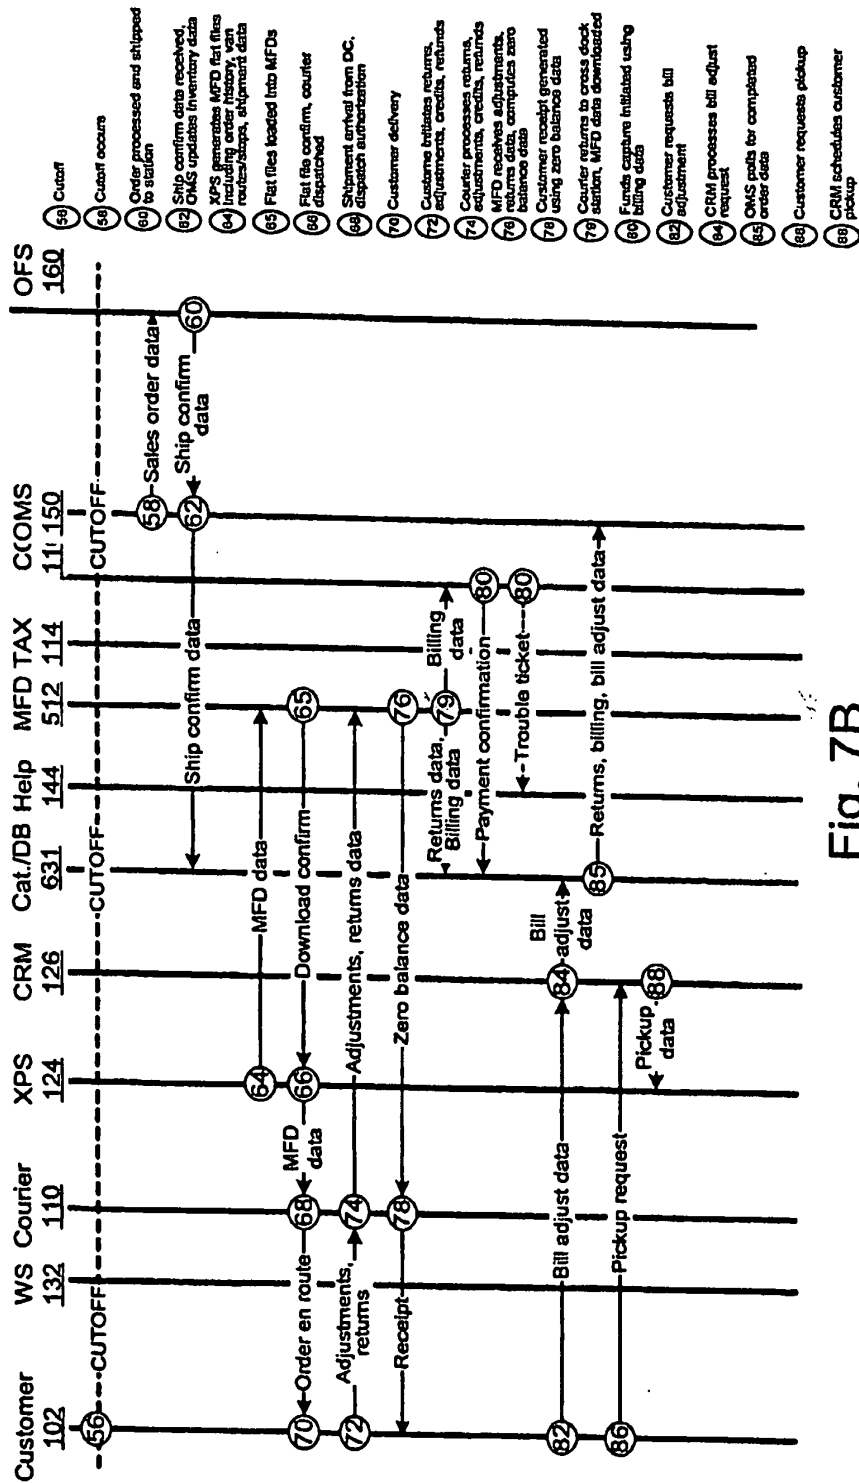 Customer WS Courier XPS CRM Cat./DB Help MFD TAX C(OMS OFS
102 132 110 124 126 631 144 512 114 11( 150 160
56 CUTOFF CUTOFF CUTOFF
58 Sales order data
60
Ship confirm
data
62
Ship confirm data
64 MFD data
65
Download confirm
66
MFD
data
68
Order en route
70
72
Adjustments,
returns
74
Adjustments, returns data
76
Zero balance data
78
Receipt
79
Returns data,
Billing data
Billing
data
80
Payment confirmation
80
Trouble ticket
82 Bill adjust data
84
Bill
adjust
data
85 Returns, billing, bill adjust data
86 Pickup request
88
Pickup
data
56 Cutoff
58 Cutoff occurs
60 Order processed and shipped
to station
62 Ship confirm data received,
OMS updates inventory data
64 XPS generates MFD flat files
including order history, van
routes/stops, shipment data
65 Flat files loaded into MFDs
66 Flat file confirm, courier
dispatched
68 Shipment arrival from DC,
dispatch authorization
70 Customer delivery
72 Custome initiates returns,
adjustments, credits, refunds
74 Courier processes returns,
adjustments, credits, refunds
76 MFD receives adjustments,
returns data, computes zero
balance data
78 Customer receipt generated
using zero balance data
79 Courier returns to cross dock
station, MFD data downloaded
80 Funds capture initiated using
billing data
82 Customer requests bill
adjustment
84 CRM processes bill adjust
request
85 OMS polls for completed
order data
86 Customer requests pickup
88 CRM schedules customer
pickup
Fig. 7B